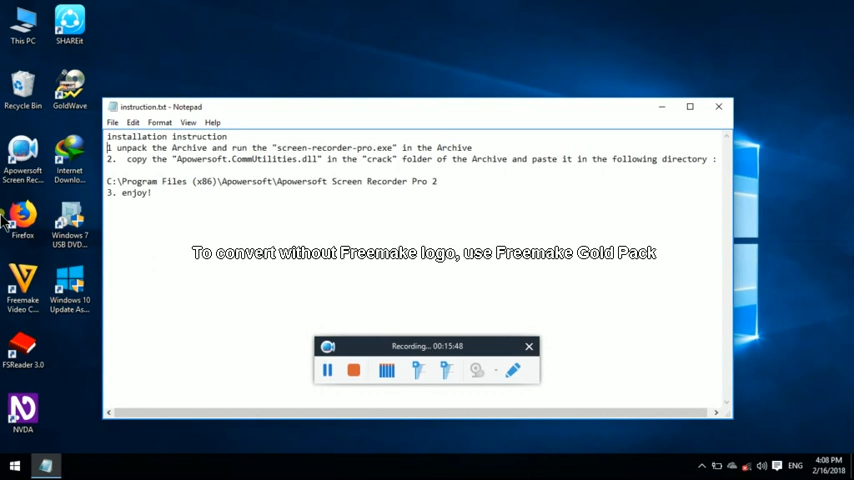 This PC
SHAREit
Recycle Bin
GoldWave
Apowersoft
Screen Rec...
Internet
Downlo...
Firefox
Windows 7
USB DVD...
Freemake
Video C...
Windows 10
Update As...
FSReader 3.0
NVDA
instruction.txt - Notepad
File Edit Format View Help
installation instruction
1 unpack the Archive and run the "screen-recorder-pro.exe" in the Archive
2. copy the "Apowersoft.CommUtilities.dll" in the "crack" folder of the Archive and paste it in the following directory :
C:\Program Files (x86)\Apowersoft\Apowersoft Screen Recorder Pro 2
3. enjoy!
To convert without Freemake logo, use Freemake Gold Pack
Recording... 00:15:48
ENG
4:08 PM
2/16/2018